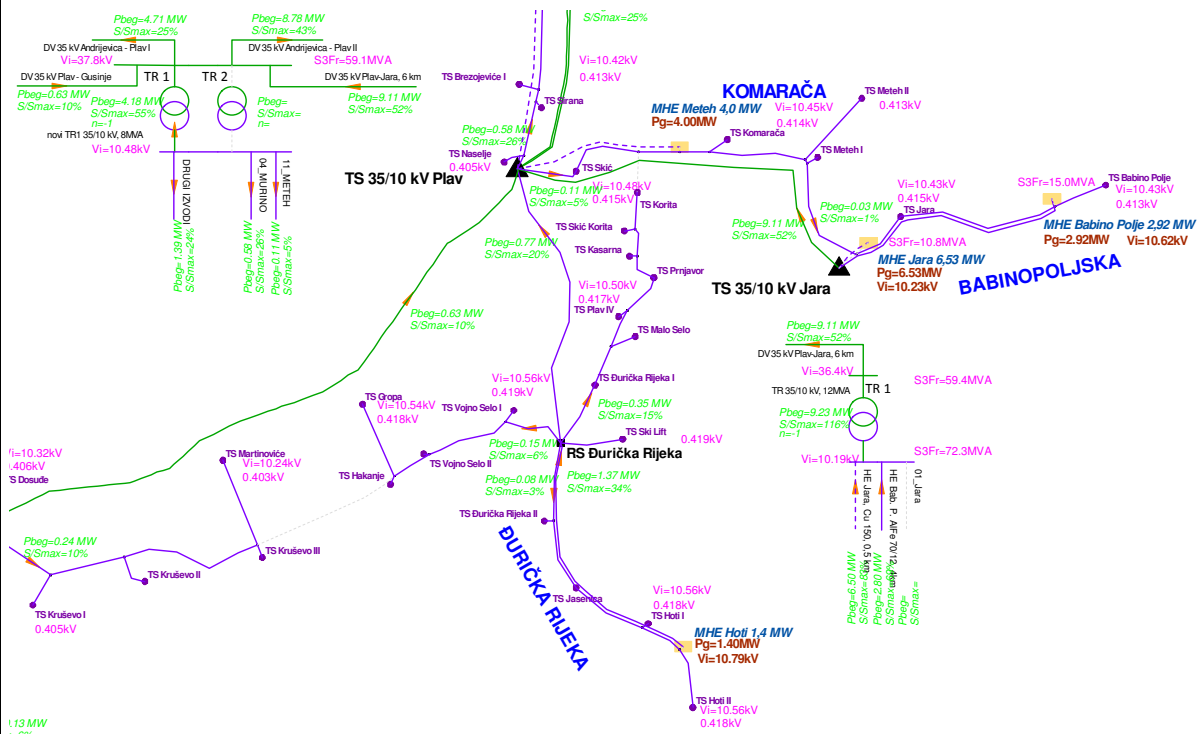 Pbeg=4.71 MW
S/Smax=25%
Pbeg=8.78 MW
S/Smax=43%
DV 35 kV Andrijevica - Plav I
DV 35 kV Andrijevica - Plav II
Vi=37.8kV
S3Fr=59.1MVA
DV 35 kV Plav - Gusinje
TR 1
TR 2
DV 35 kV Plav-Jara, 6 km
Pbeg=0.63 MW
S/Smax=10%
Pbeg=4.18 MW
S/Smax=55%
n=-1
Pbeg=
S/Smax=
n=
Pbeg=9.11 MW
S/Smax=52%
novi TR1 35/10 kV, 8MVA
Vi=10.48kV
DRUGI IZVODI
04_MURINO
11_METEH
Pbeg=1.39 MW
S/Smax=24%
Pbeg=0.58 MW
S/Smax=26%
Pbeg=0.11 MW
S/Smax=5%
S/Smax=25%
Vi=10.42kV
0.413kV
TS Brezojeviće I
TS Sirana
Pbeg=0.58 MW
S/Smax=26%
TS Naselje
0.405kV
TS 35/10 kV Plav
TS Skić
Pbeg=0.11 MW
S/Smax=5%
KOMARAČA
MHE Meteh 4,0 MW
Pg=4.00MW
Vi=10.45kV
0.414kV
TS Meteh II
0.413kV
TS Komarača
TS Meteh I
Vi=10.48kV
0.415kV
TS Korita
TS Skić Korita
TS Kasarna
TS Prnjavor
Pbeg=0.77 MW
S/Smax=20%
Vi=10.50kV
0.417kV
TS Plav IV
TS Malo Selo
Pbeg=9.11 MW
S/Smax=52%
Pbeg=0.03 MW
S/Smax=1%
Vi=10.43kV
0.415kV
TS Jara
S3Fr=15.0MVA
TS Babino Polje
Vi=10.43kV
0.413kV
MHE Babino Polje 2,92 MW
Pg=2.92MW
Vi=10.62kV
S3Fr=10.8MVA
MHE Jara 6,53 MW
Pg=6.53MW
Vi=10.23kV
TS 35/10 kV Jara
BABINOPOLJSKA
Pbeg=0.63 MW
S/Smax=10%
Vi=10.56kV
0.419kV
TS Đurička Rijeka I
Pbeg=0.35 MW
S/Smax=15%
TS Gropa
Vi=10.54kV
0.418kV
TS Vojno Selo I
TS Ski Lift
0.419kV
Pbeg=0.15 MW
S/Smax=6%
RS Đurička Rijeka
TS Vojno Selo II
TS Hakanje
Pbeg=0.08 MW
S/Smax=3%
Pbeg=1.37 MW
S/Smax=34%
TS Đurička Rijeka II
ĐURIČKA RIJEKA
TS Jasenica
Vi=10.56kV
0.418kV
TS Hoti I
MHE Hoti 1,4 MW
Pg=1.40MW
Vi=10.79kV
TS Hoti II
Vi=10.56kV
0.418kV
Vi=10.32kV
0.406kV
TS Dosuđe
TS Martinoviće
Vi=10.24kV
0.403kV
Pbeg=0.24 MW
S/Smax=10%
TS Kruševo III
TS Kruševo II
TS Kruševo I
0.405kV
.13 MW
Pbeg=9.11 MW
S/Smax=52%
DV 35 kV Plav-Jara, 6 km
Vi=36.4kV
S3Fr=59.4MVA
TR 35/10 kV, 12MVA
TR 1
Pbeg=9.23 MW
S/Smax=116%
n=-1
Vi=10.19kV
S3Fr=72.3MVA
HE Jara, Cu 150, 0,5 km
HE Bab. P. AlFe 70/12, 4km
01_Jara
Pbeg=6.50 MW
Pbeg=2.80 MW
Pbeg=
S/Smax=